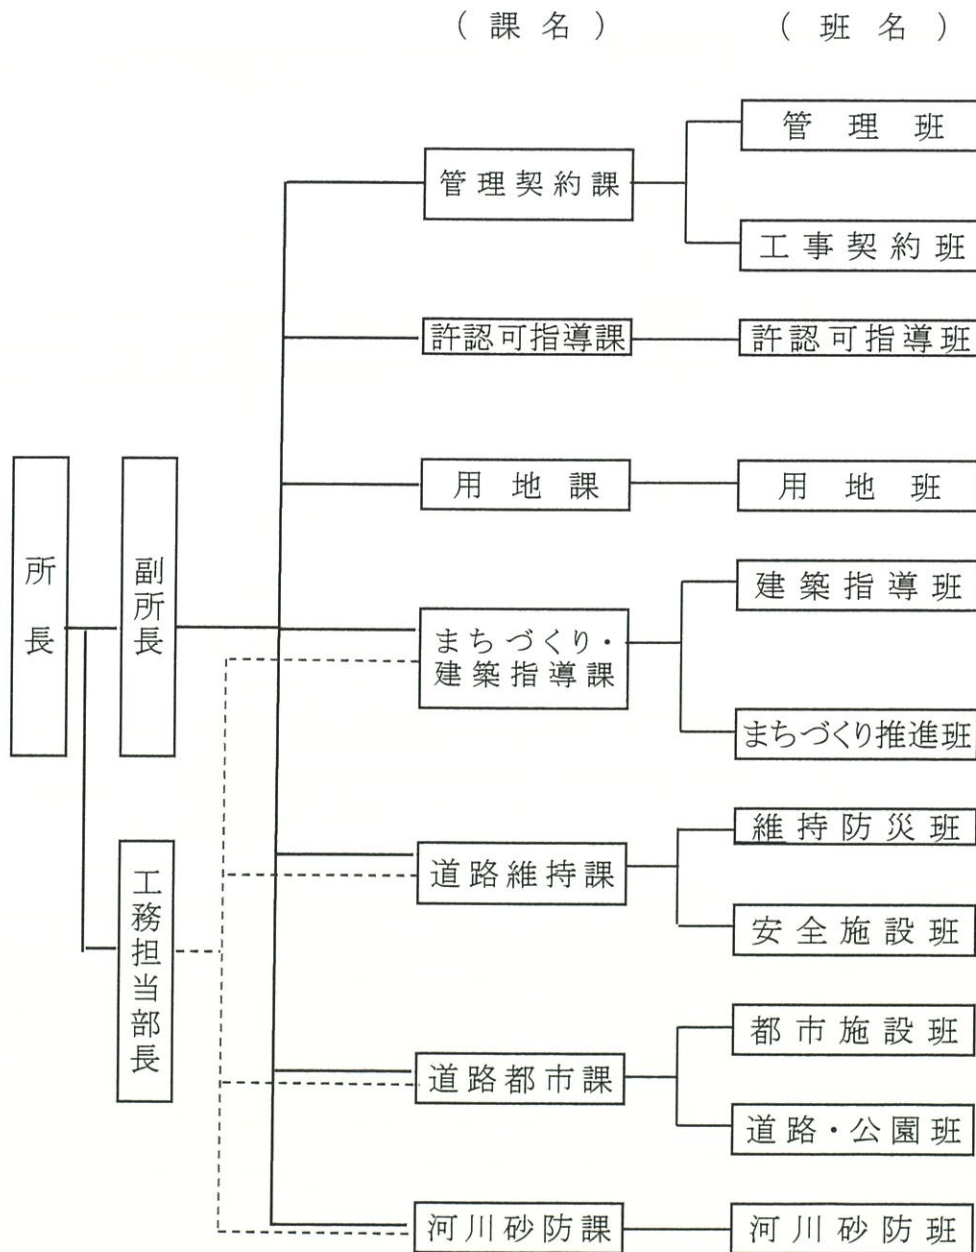 （課名）
（班名）
所長
副所長
工務担当部長
管理契約課
管理班
工事契約班
許認可指導課
許認可指導班
用地課
用地班
まちづくり・
建築指導課
建築指導班
まちづくり推進班
道路維持課
維持防災班
安全施設班
道路都市課
都市施設班
道路・公園班
河川砂防課
河川砂防班